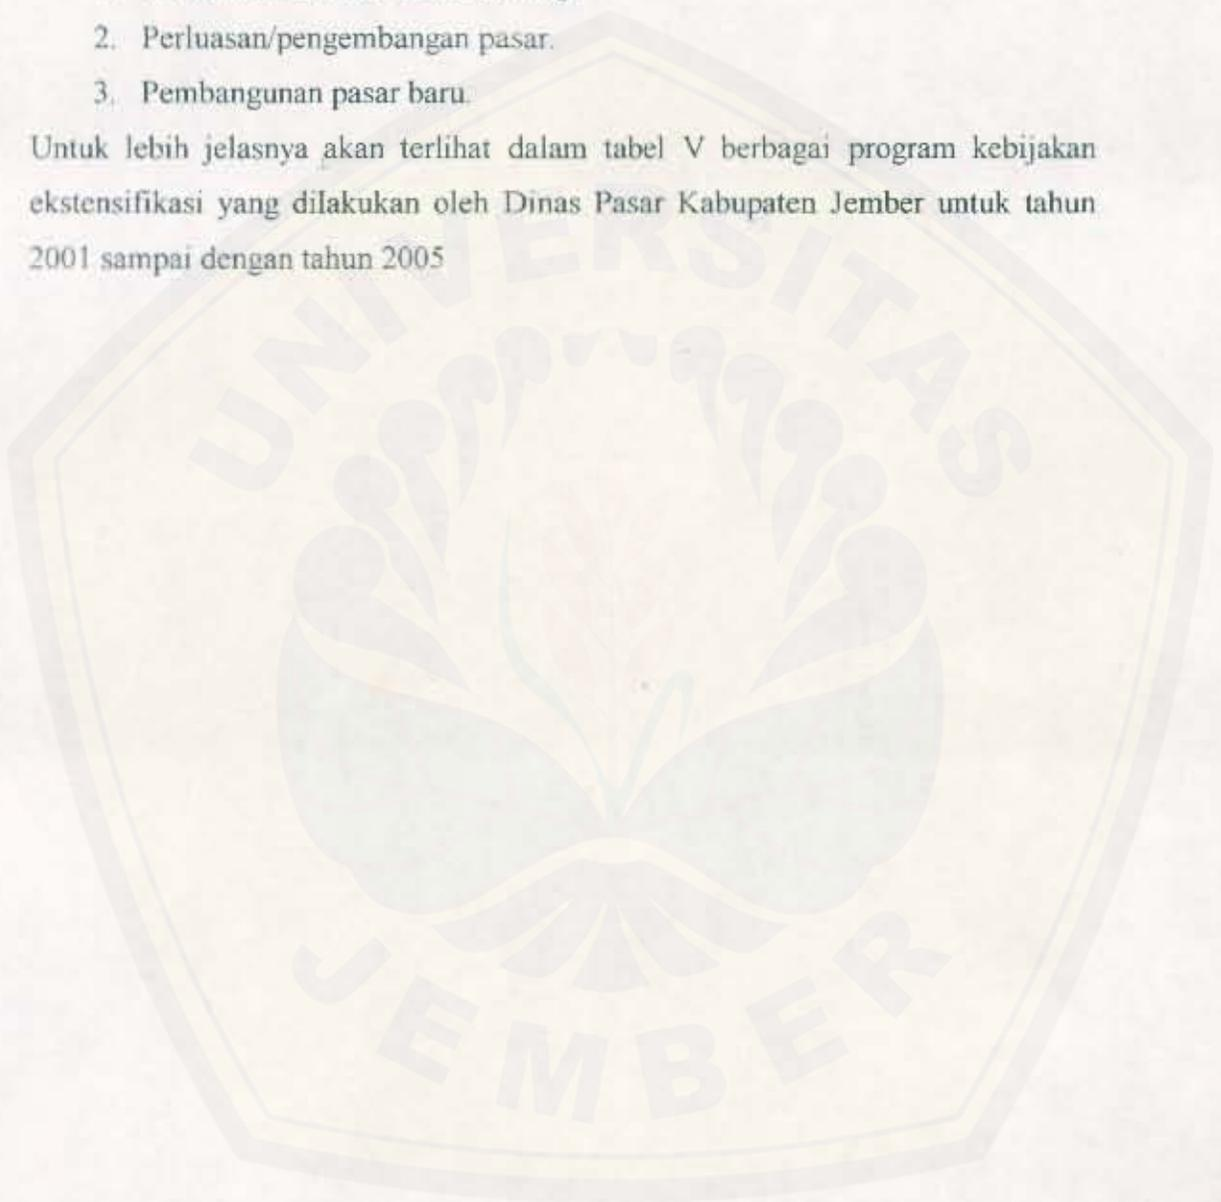 2. Perluasan/pengembangan pasar.
3. Pembangunan pasar baru.
Untuk lebih jelasnya akan terlihat dalam tabel V berbagai program kebijakan
ekstensifikasi yang dilakukan oleh Dinas Pasar Kabupaten Jember untuk tahun
2001 sampai dengan tahun 2005
UNIVERSITAS
JEMBER